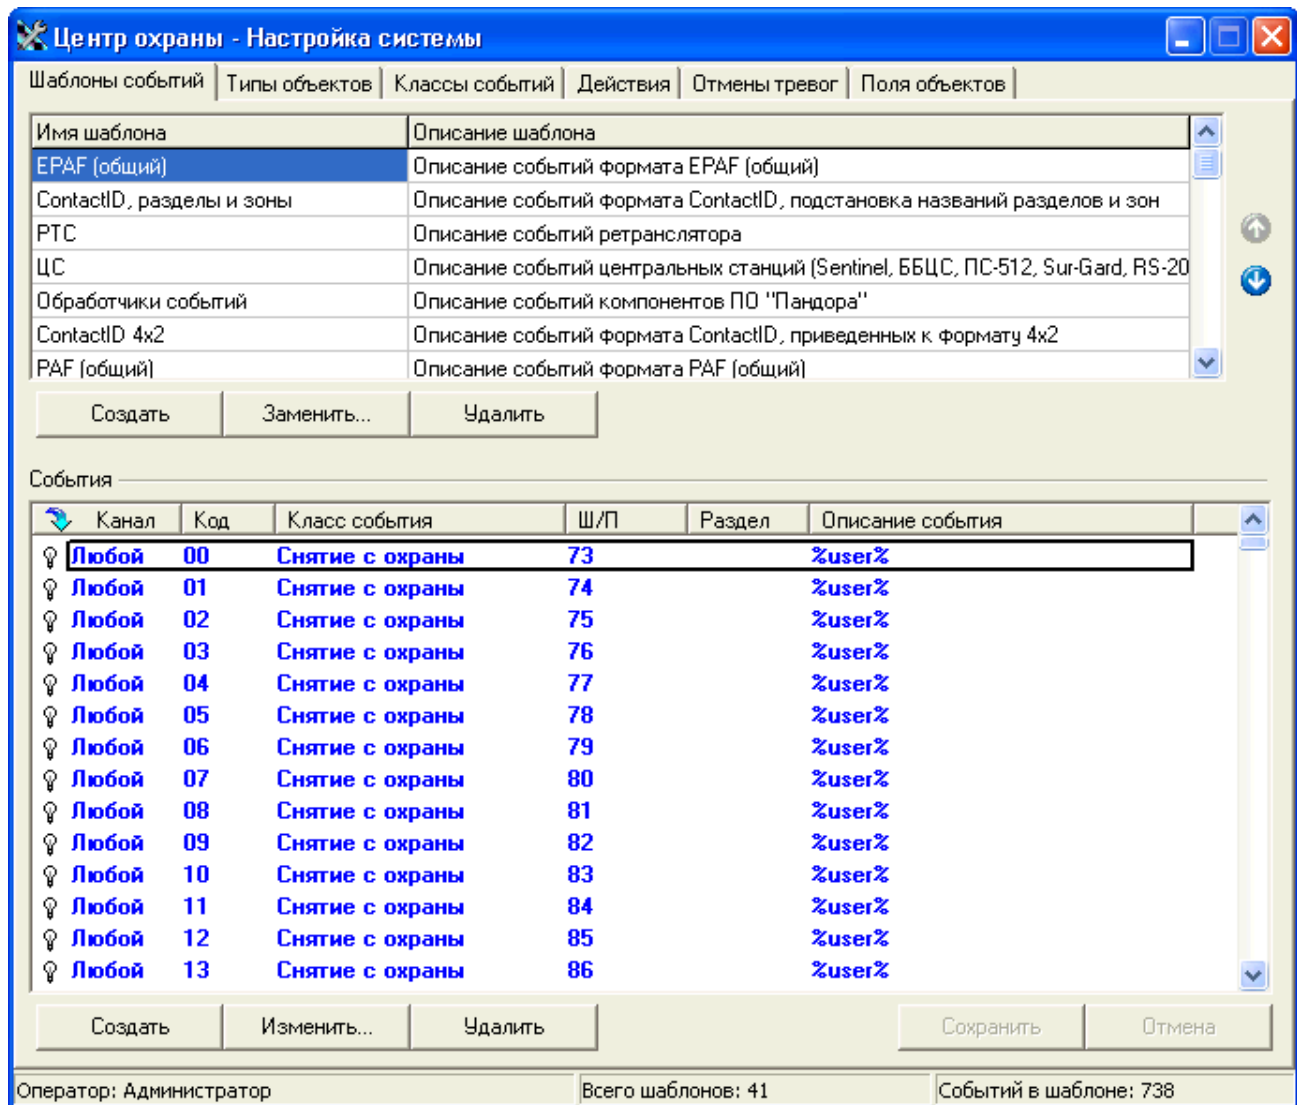 Центр охраны - Настройка системы
Шаблоны событий Типы объектов Классы событий Действия Отмены тревог Поля объектов
Имя шаблона Описание шаблона
EPAF (общий) Описание событий формата EPAF (общий)
ContactID, разделы и зоны Описание событий формата ContactID, подстановка названий разделов и зон
РТС Описание событий ретранслятора
ЦС Описание событий центральных станций (Sentinel, ББЦС, ПС-512, Sur-Gard, RS-20
Обработчики событий Описание событий компонентов ПО "Пандора"
ContactID 4x2 Описание событий формата ContactID, приведенных к формату 4x2
PAF (общий) Описание событий формата PAF (общий)
Создать Заменить... Удалить
События
Канал Код Класс события Ш/П Раздел Описание события
Любой 00 Снятие с охраны 73 %user%
Любой 01 Снятие с охраны 74 %user%
Любой 02 Снятие с охраны 75 %user%
Любой 03 Снятие с охраны 76 %user%
Любой 04 Снятие с охраны 77 %user%
Любой 05 Снятие с охраны 78 %user%
Любой 06 Снятие с охраны 79 %user%
Любой 07 Снятие с охраны 80 %user%
Любой 08 Снятие с охраны 81 %user%
Любой 09 Снятие с охраны 82 %user%
Любой 10 Снятие с охраны 83 %user%
Любой 11 Снятие с охраны 84 %user%
Любой 12 Снятие с охраны 85 %user%
Любой 13 Снятие с охраны 86 %user%
Создать Изменить... Удалить Сохранить Отмена
Оператор: Администратор Всего шаблонов: 41 Событий в шаблоне: 738